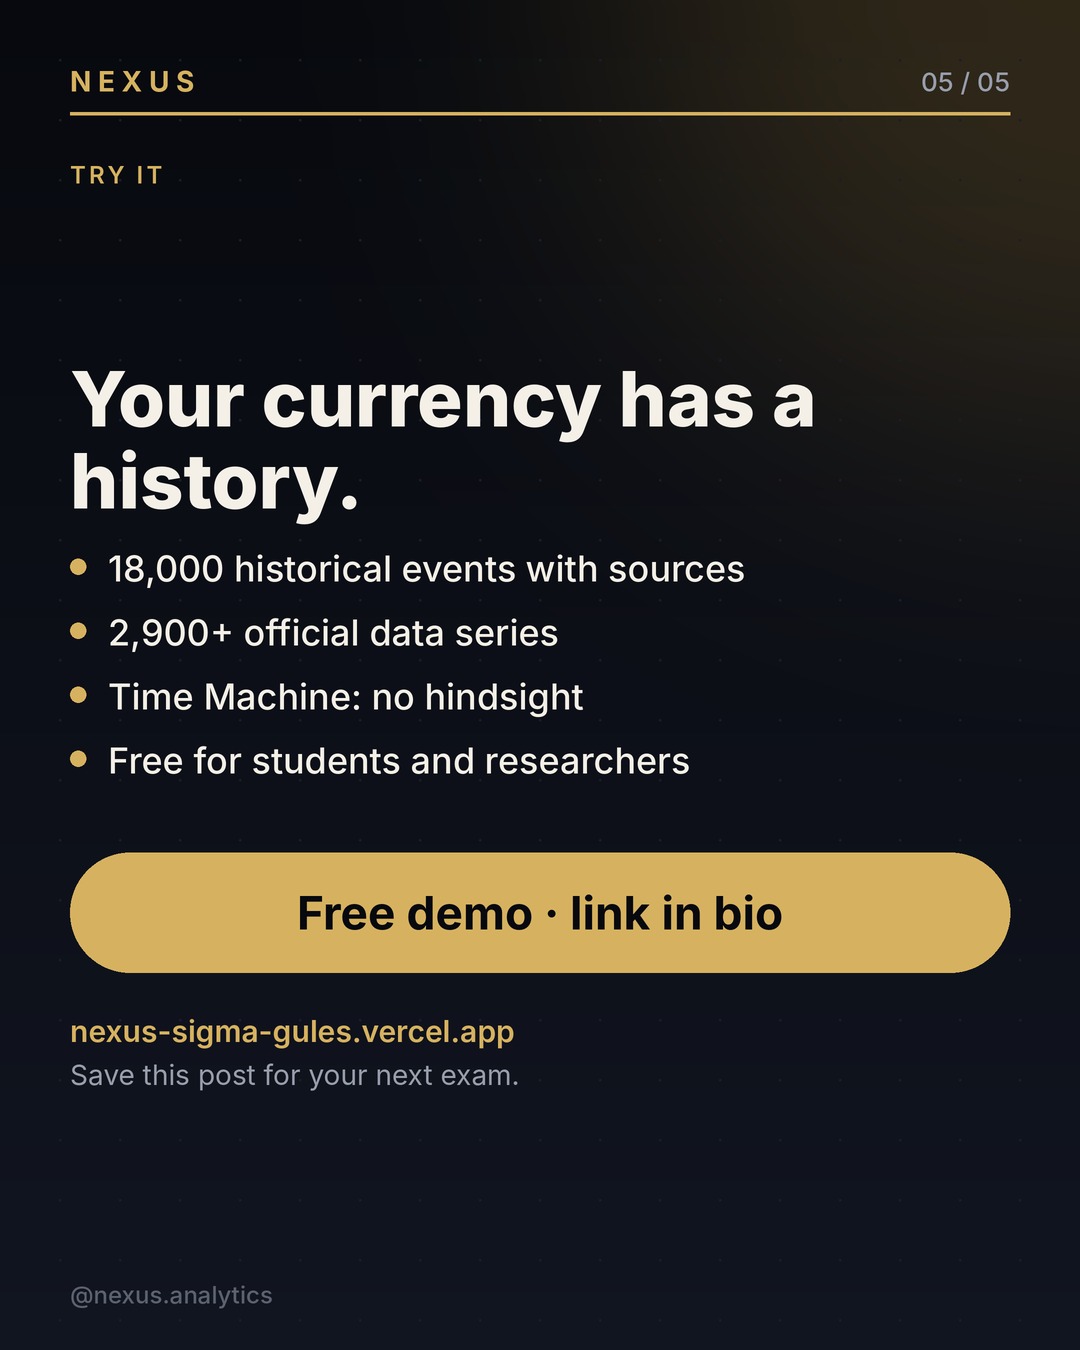 NEXUS
05 / 05
TRY IT
Your currency has a
history.
18,000 historical events with sources
2,900+ official data series
Time Machine: no hindsight
Free for students and researchers
Free demo · link in bio
nexus-sigma-gules.vercel.app
Save this post for your next exam.
@nexus.analytics